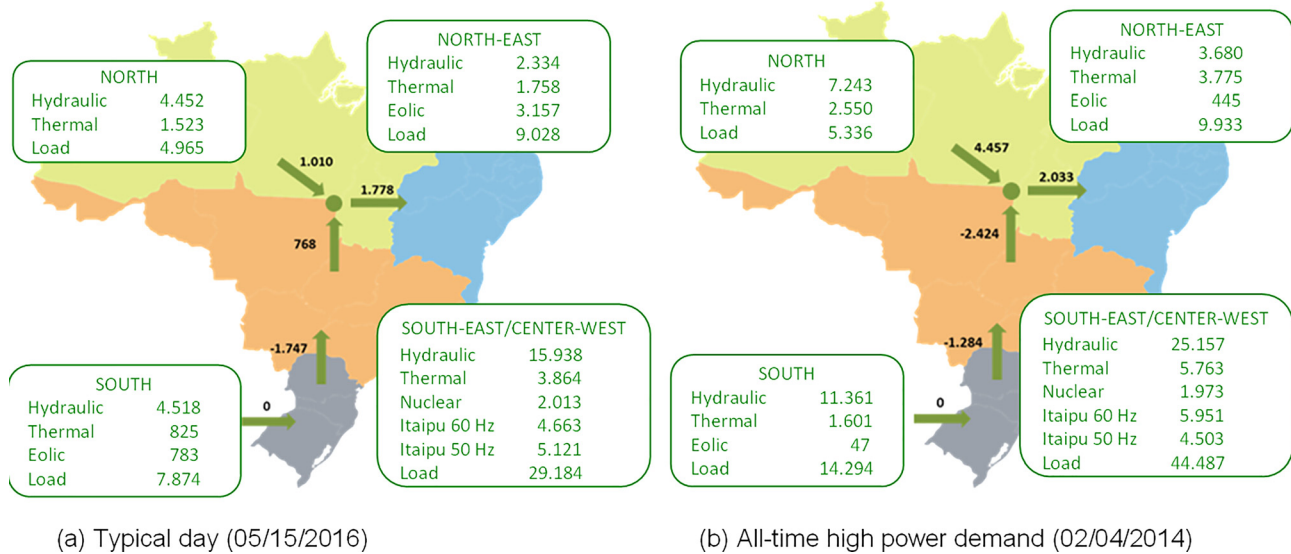 NORTH
Hydraulic 4.452
Thermal 1.523
Load 4.965
NORTH-EAST
Hydraulic 2.334
Thermal 1.758
Eolic 3.157
Load 9.028
1.010
1.778
768
-1.747
0
SOUTH
Hydraulic 4.518
Thermal 825
Eolic 783
Load 7.874
SOUTH-EAST/CENTER-WEST
Hydraulic 15.938
Thermal 3.864
Nuclear 2.013
Itaipu 60 Hz 4.663
Itaipu 50 Hz 5.121
Load 29.184
(a) Typical day (05/15/2016)
NORTH
Hydraulic 7.243
Thermal 2.550
Load 5.336
NORTH-EAST
Hydraulic 3.680
Thermal 3.775
Eolic 445
Load 9.933
4.457
2.033
-2.424
-1.284
0
SOUTH
Hydraulic 11.361
Thermal 1.601
Eolic 47
Load 14.294
SOUTH-EAST/CENTER-WEST
Hydraulic 25.157
Thermal 5.763
Nuclear 1.973
Itaipu 60 Hz 5.951
Itaipu 50 Hz 4.503
Load 44.487
(b) All-time high power demand (02/04/2014)